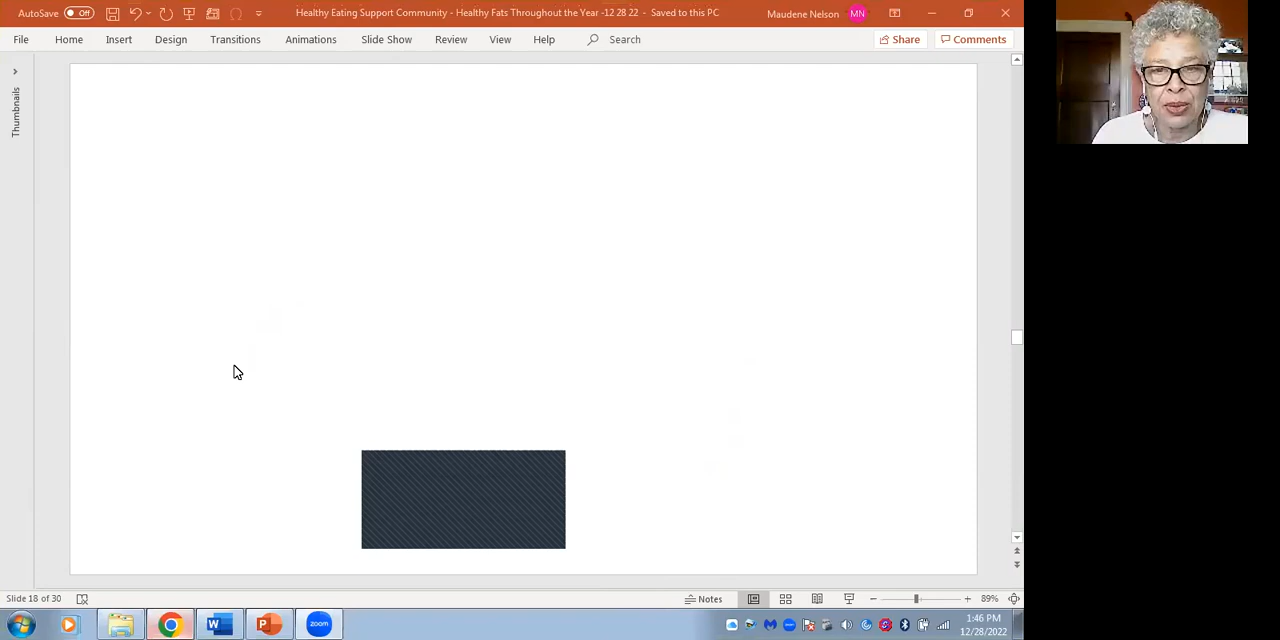 AutoSave Off Healthy Eating Support Community - Healthy Fats Throughout the Year -12 28 22 - Saved to this PC Maudene Nelson MN
File Home Insert Design Transitions Animations Slide Show Review View Help Search Share Comments
Thumbnails
Slide 18 of 30 Notes 89%
W P zoom 1:46 PM
12/28/2022